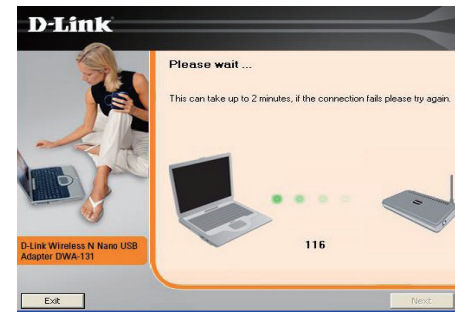 D-Link
Please wait ...
This can take up to 2 minutes, if the connection fails please try again.
116
D-Link Wireless N Nano USB
Adapter DWA-131
Exit
Next